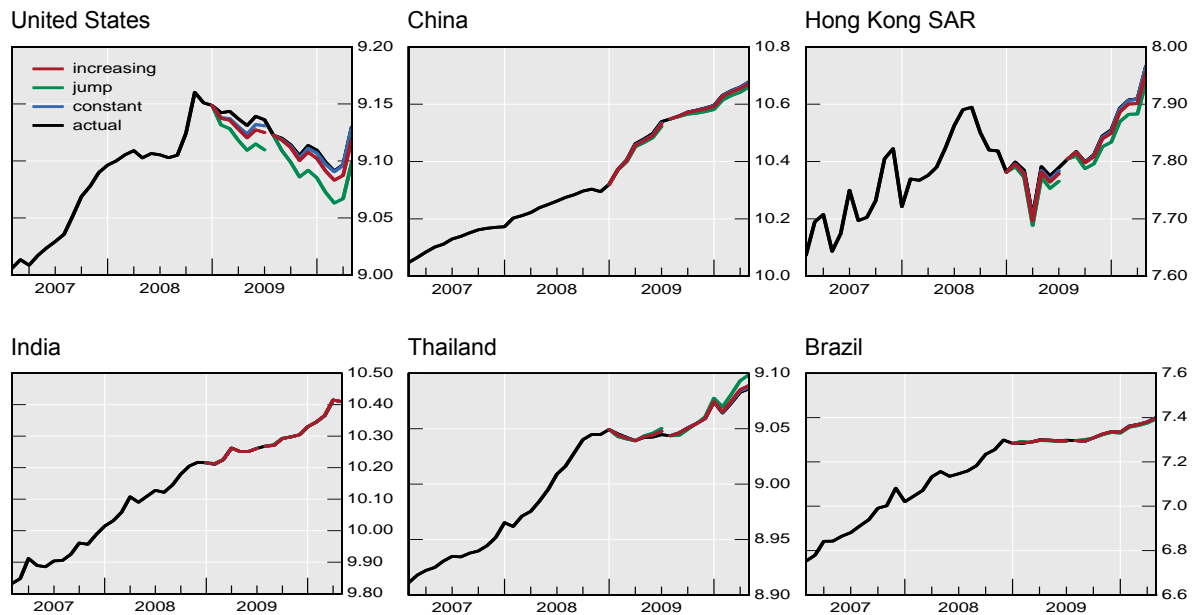 United States
China
Hong Kong SAR
increasing
jump
constant
actual
9.20
9.15
9.10
9.05
9.00
10.8
10.6
10.4
10.2
10.0
8.00
7.90
7.80
7.70
7.60
2007 2008 2009
2007 2008 2009
2007 2008 2009
India
Thailand
Brazil
10.50
10.40
10.30
10.20
10.10
10.00
9.90
9.80
9.10
9.05
9.00
8.95
8.90
7.6
7.4
7.2
7.0
6.8
6.6
2007 2008 2009
2007 2008 2009
2007 2008 2009